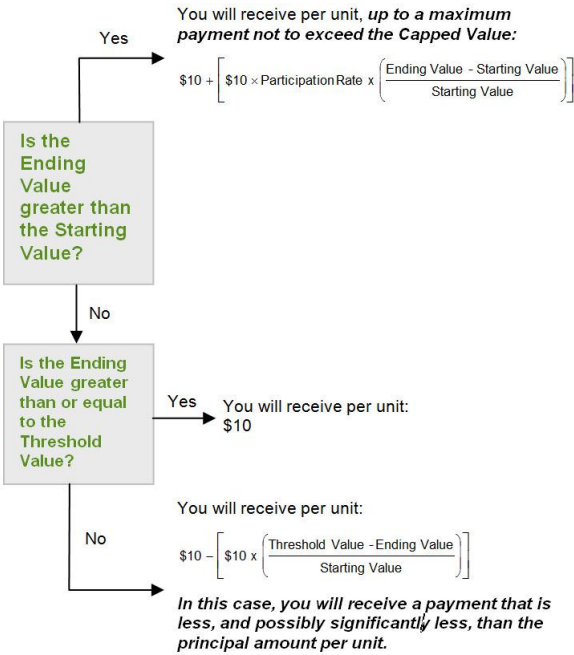 You will receive per unit, up to a maximum
payment not to exceed the Capped Value:
Yes
$10 + [ $10 × Participation Rate x ( Ending Value - Starting Value / Starting Value ) ]
Is the
Ending
Value
greater than
the Starting
Value?
No
Is the Ending
Value greater
than or equal
to the
Threshold
Value?
Yes
You will receive per unit:
$10
No
You will receive per unit:
$10 – [ $10 x ( Threshold Value - Ending Value / Starting Value ) ]
In this case, you will receive a payment that is
less, and possibly significantly less, than the
principal amount per unit.